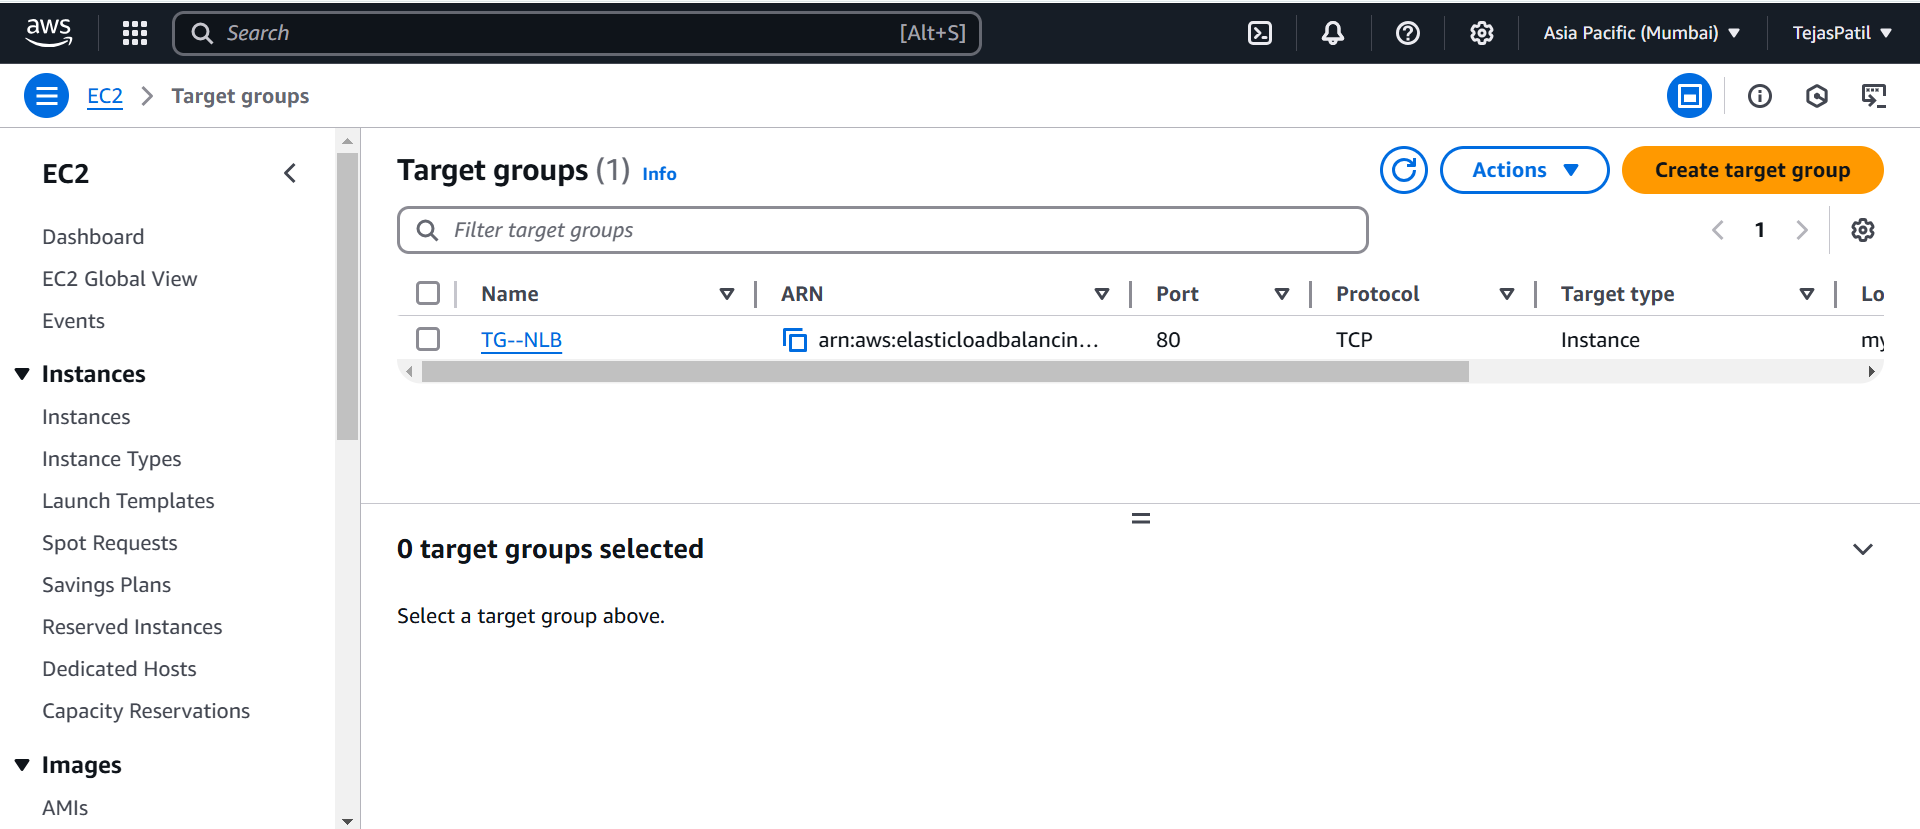 aws Search [Alt+S] Asia Pacific (Mumbai) TejasPatil
EC2 Target groups
EC2
Dashboard
EC2 Global View
Events
Instances
Instances
Instance Types
Launch Templates
Spot Requests
Savings Plans
Reserved Instances
Dedicated Hosts
Capacity Reservations
Images
AMIs
Target groups (1) Info Actions Create target group
Filter target groups 1
Name ARN Port Protocol Target type Lo
TG--NLB arn:aws:elasticloadbalancin... 80 TCP Instance my
0 target groups selected
Select a target group above.